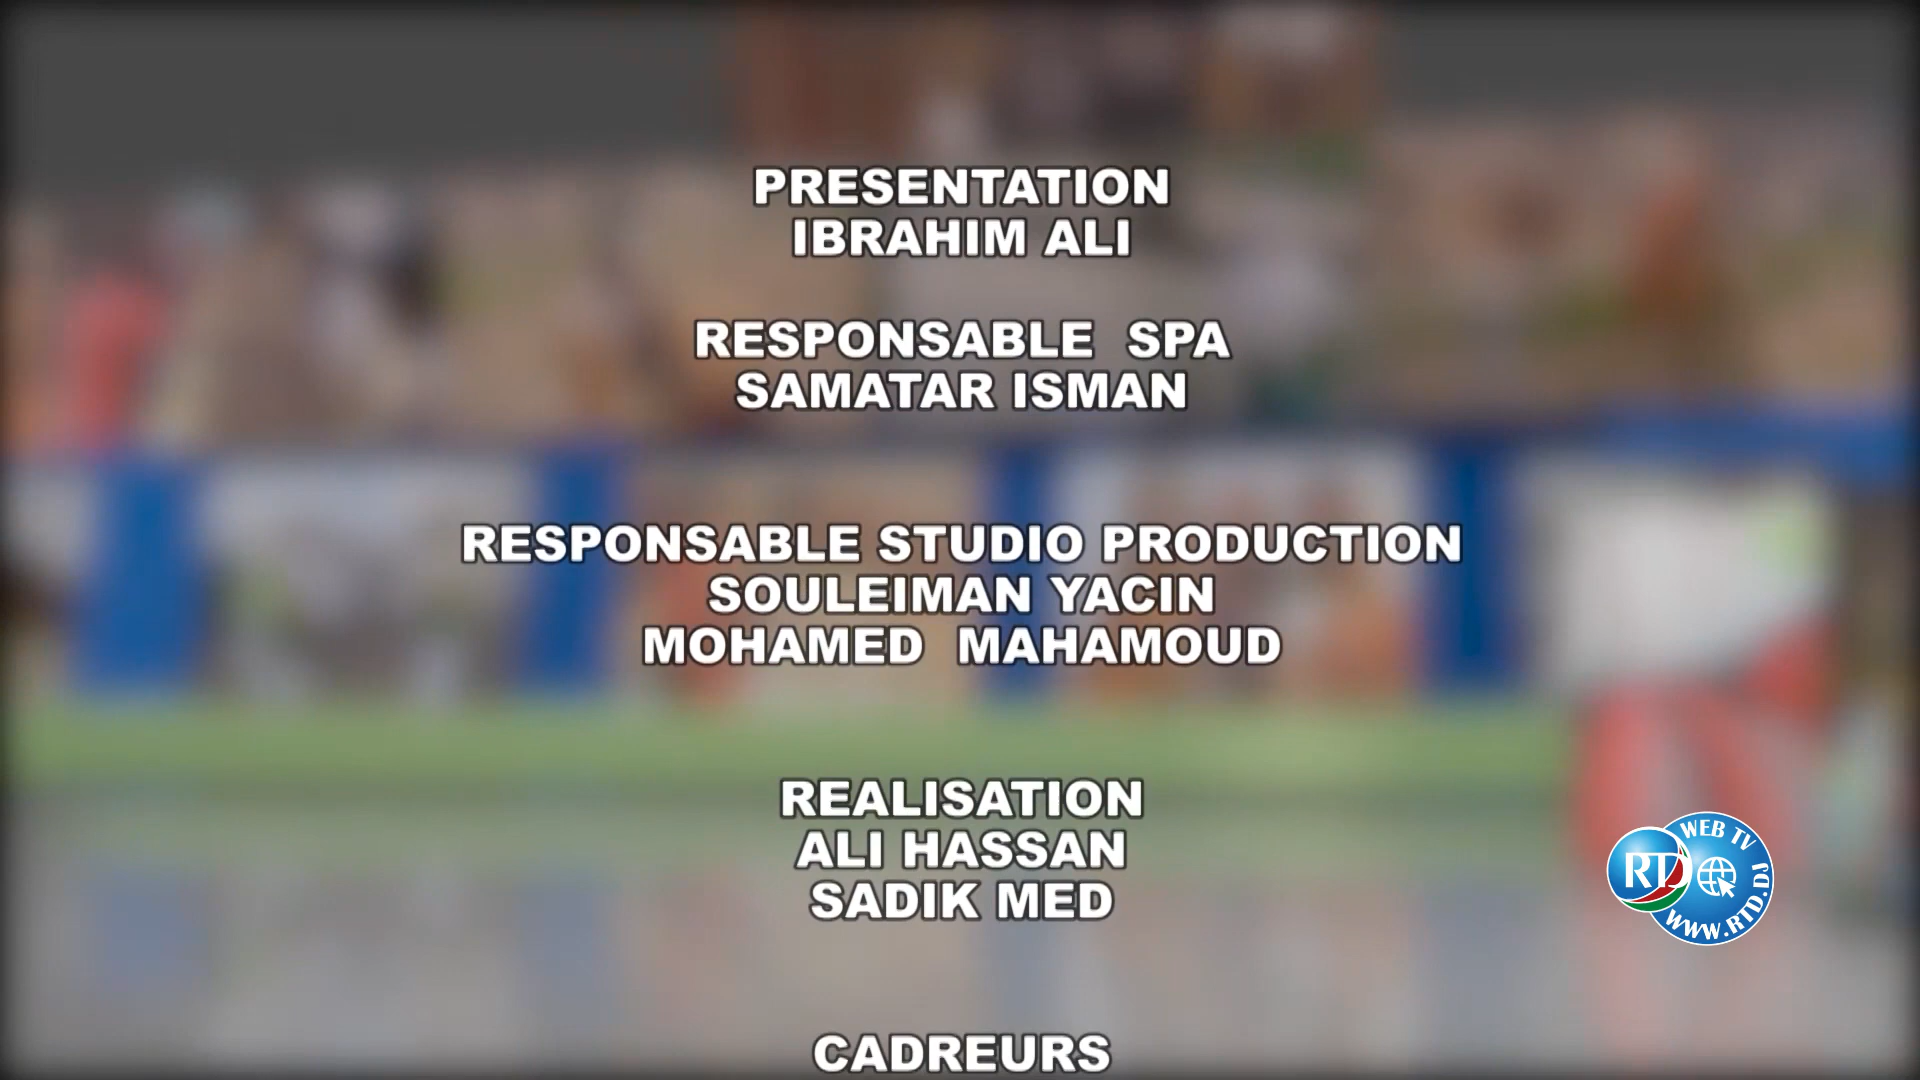 PRESENTATION
IBRAHIM ALI
RESPONSABLE SPA
SAMATAR ISMAN
RESPONSABLE STUDIO PRODUCTION
SOULEIMAN YACIN
MOHAMED MAHAMOUD
REALISATION
ALI HASSAN
SADIK MED
WEB TV
RTD
WWW.RTD.DJ
CADREURS